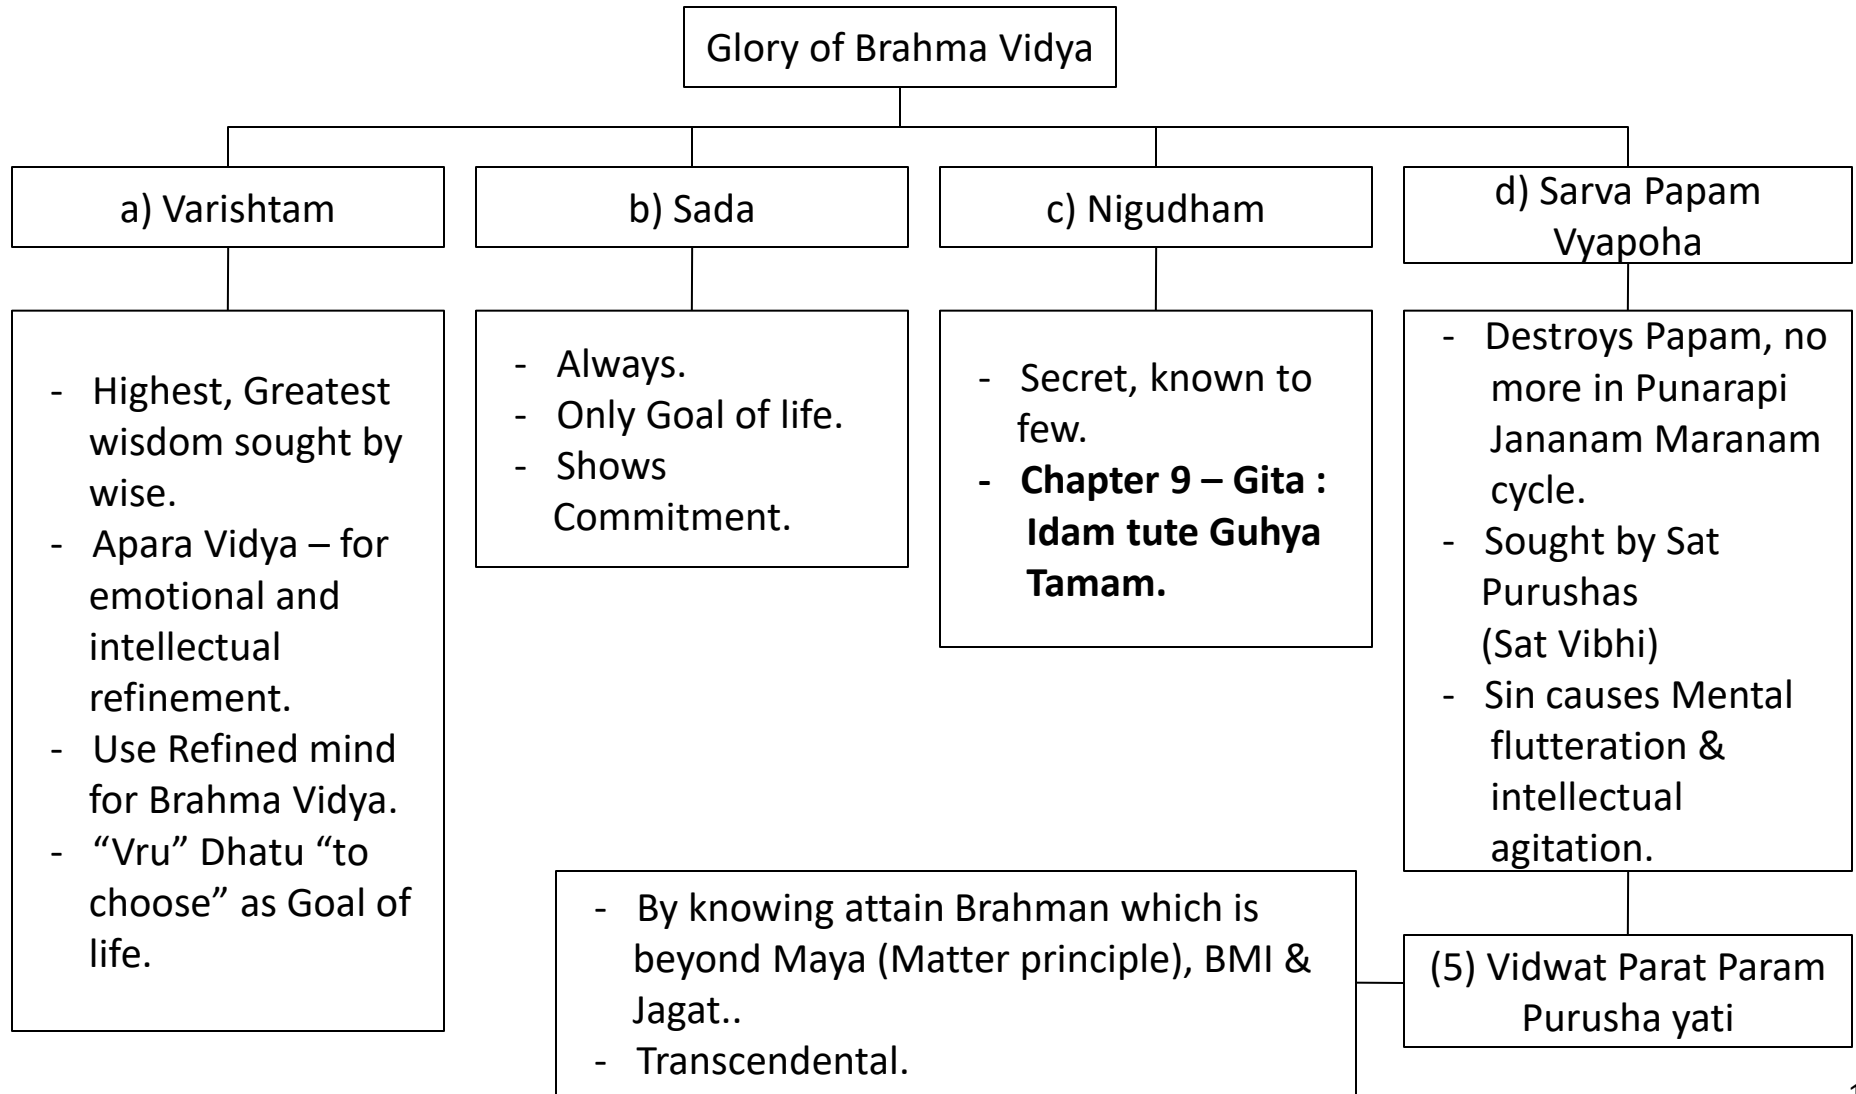 Glory of Brahma Vidya
a) Varishtam
b) Sada
c) Nigudham
d) Sarva Papam
Vyapoha
- Highest, Greatest
wisdom sought by
wise.
- Apara Vidya – for
emotional and
intellectual
refinement.
- Use Refined mind
for Brahma Vidya.
- “Vru” Dhatu “to
choose” as Goal of
life.
- Always.
- Only Goal of life.
- Shows
Commitment.
- Secret, known to
few.
- Chapter 9 – Gita :
Idam tute Guhya
Tamam.
- Destroys Papam, no
more in Punarapi
Jananam Maranam
cycle.
- Sought by Sat
Purushas
(Sat Vibhi)
- Sin causes Mental
flutteration &
intellectual
agitation.
(5) Vidwat Parat Param
Purusha yati
- By knowing attain Brahman which is
beyond Maya (Matter principle), BMI &
Jagat..
- Transcendental.